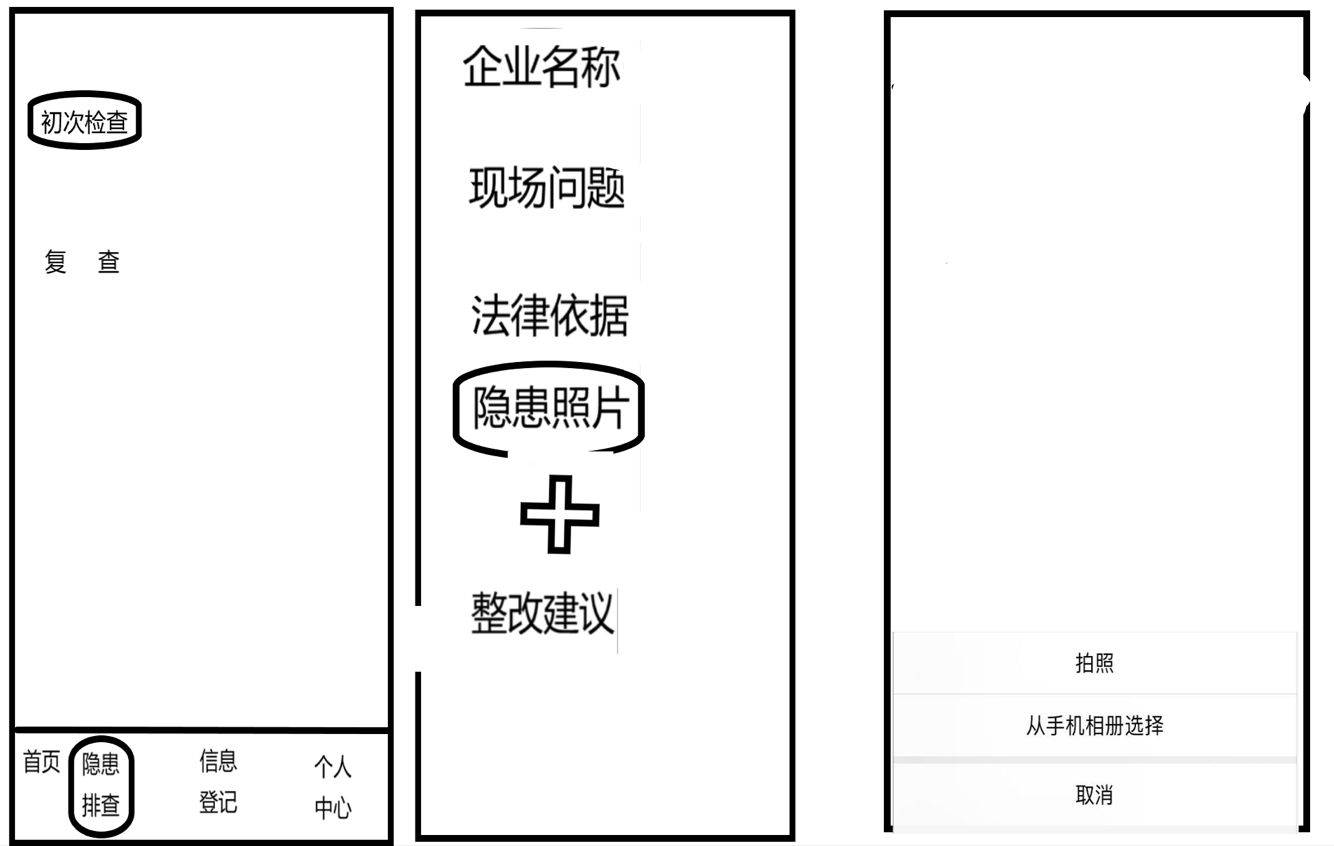 初次检查
复 查
首页 隐患 信息 个人
排查 登记 中心
企业名称
现场问题
法律依据
隐患照片
整改建议
拍照
从手机相册选择
取消